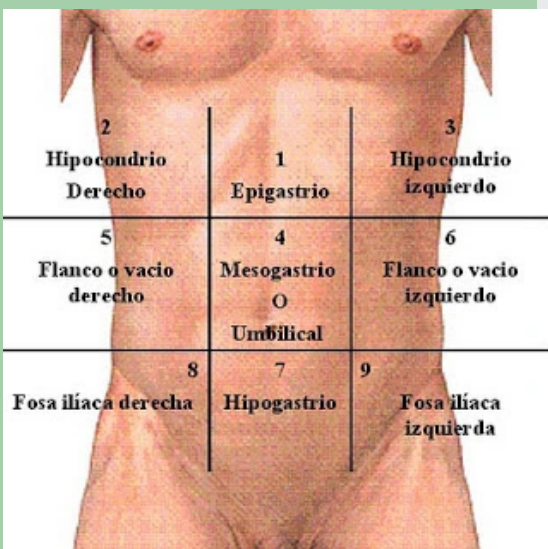 2
Hipocondrio
Derecho
1
Epigastrio
3
Hipocondrio
izquierdo
5
Flanco o vacio
derecho
4
Mesogastrio
O
Umbilical
6
Flanco o vacio
izquierdo
8
Fosa ilíaca derecha
7
Hipogastrio
9
Fosa ilíaca
izquierda